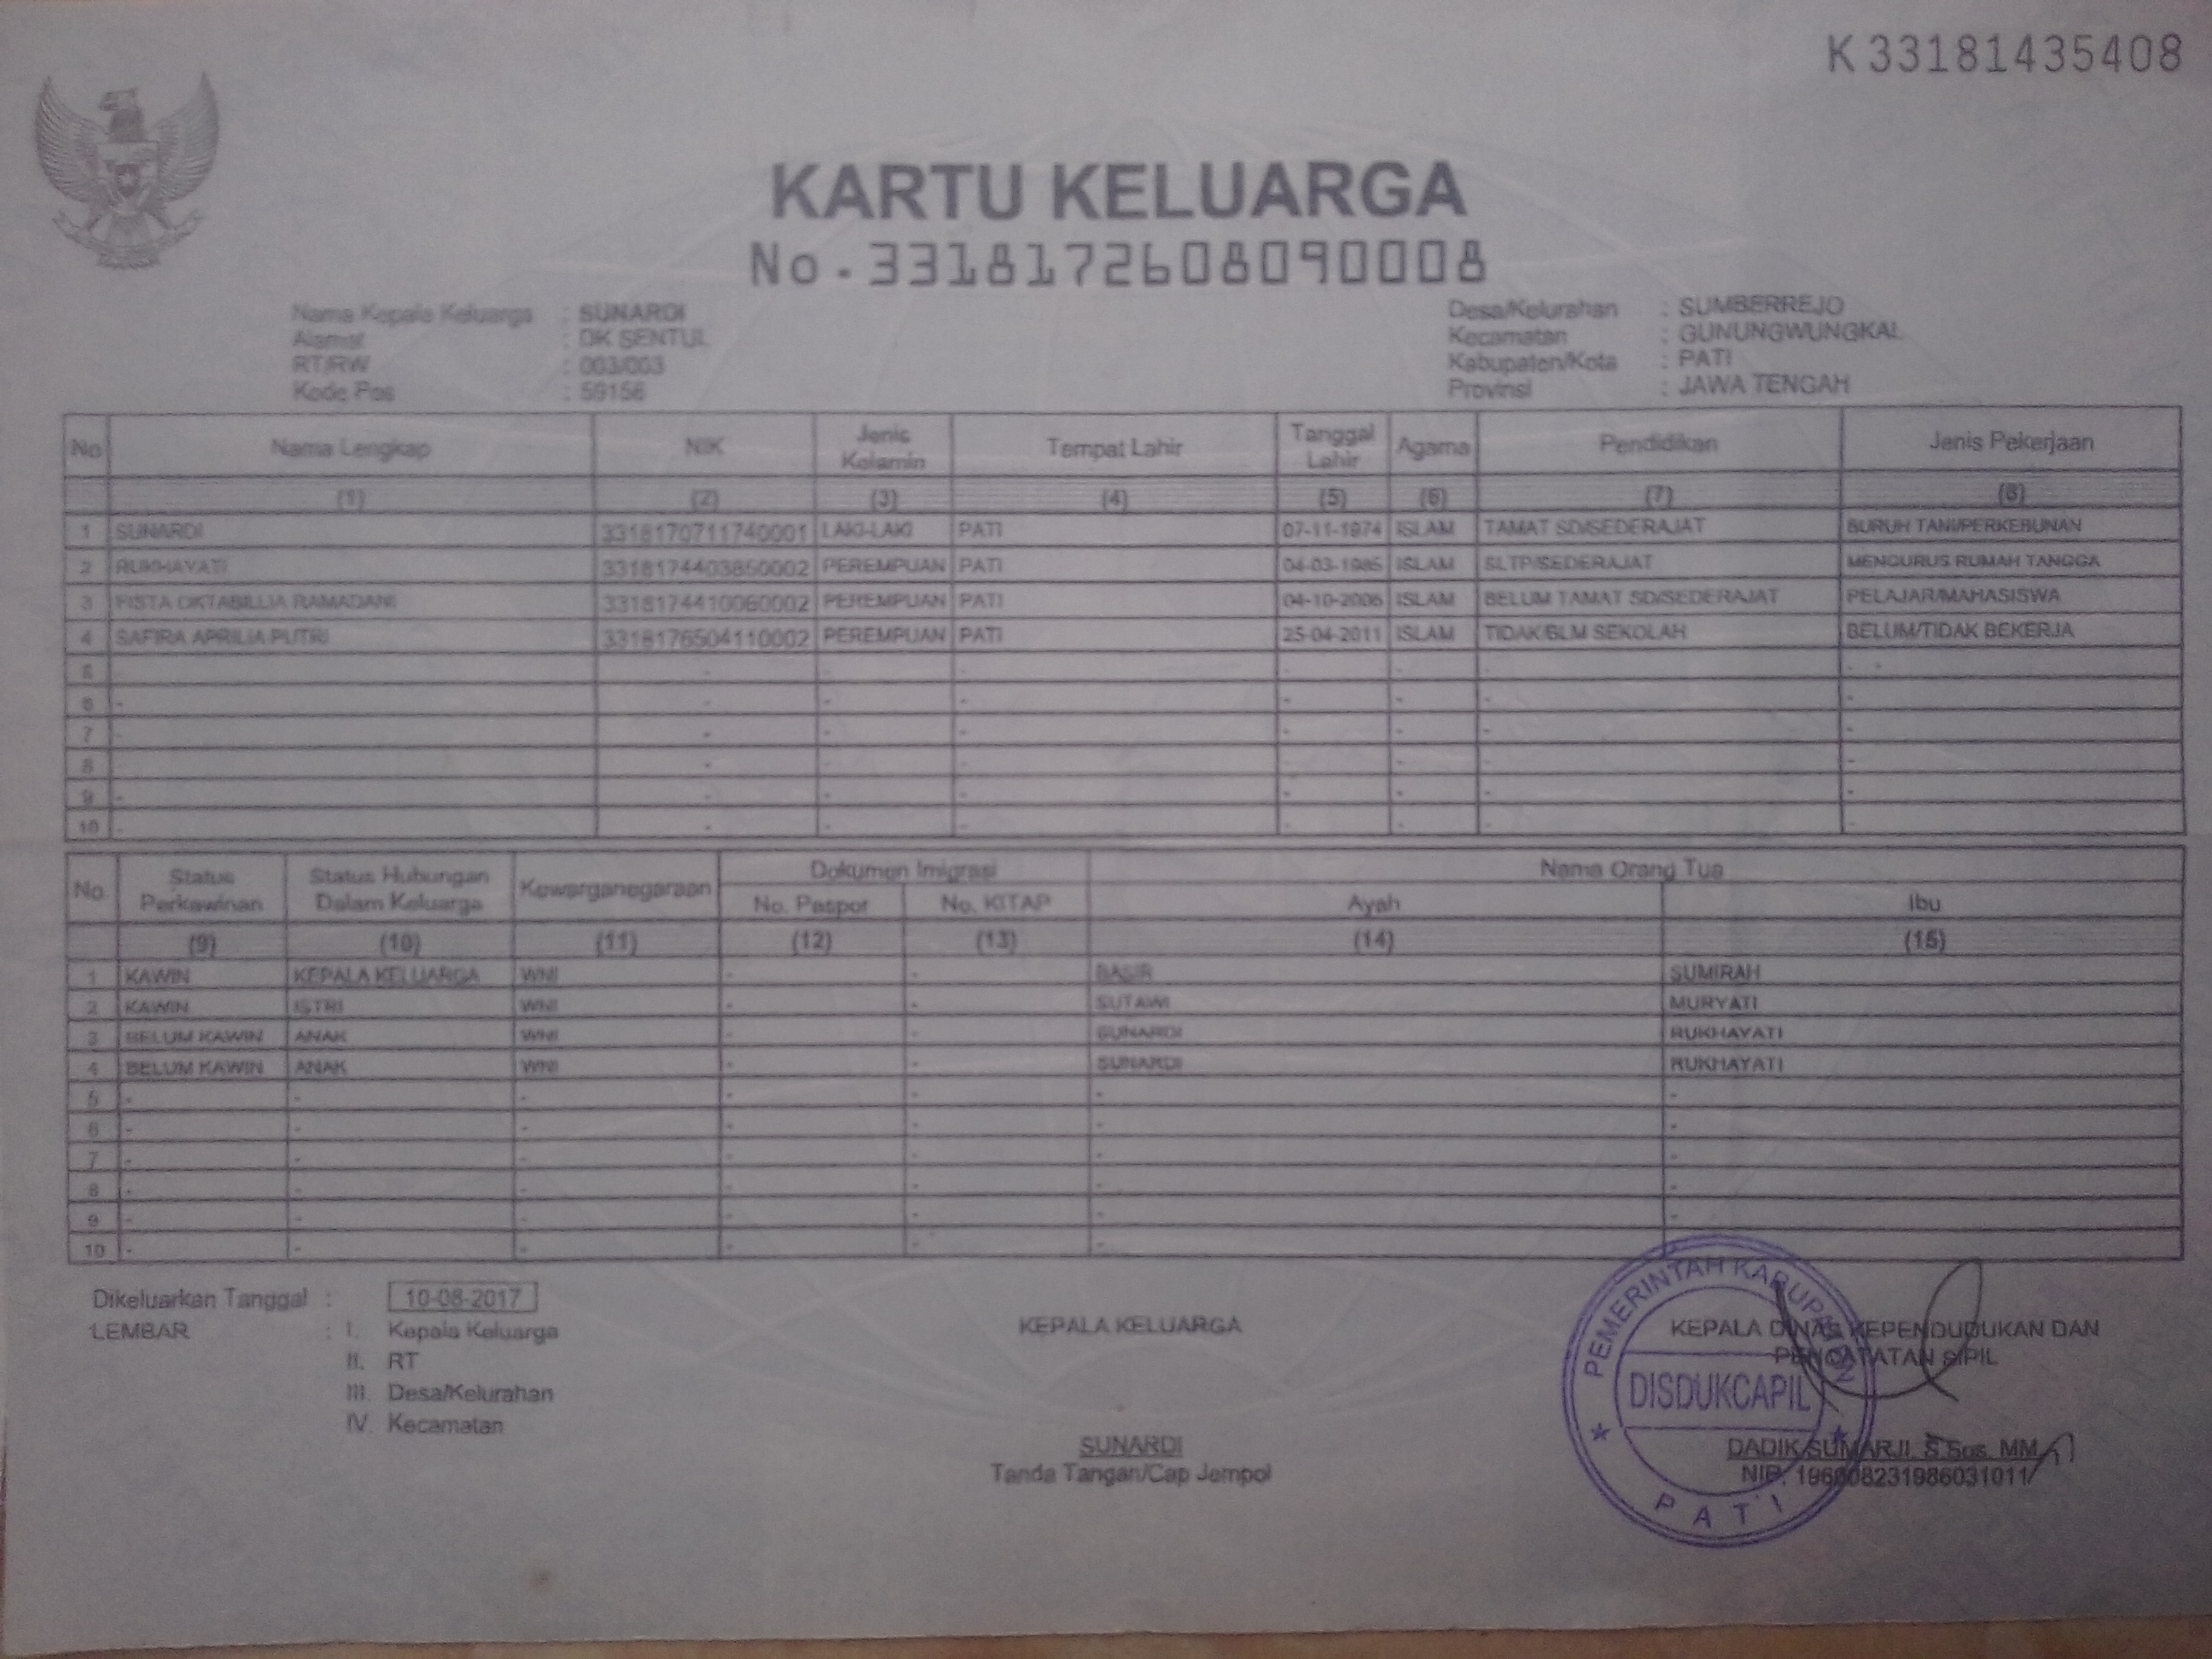 K 33181435408
KARTU KELUARGA
No. 3318172608090008
Nama Kepala Keluarga : SUNARDI
Alamat : DK SENTUL
RT/RW : 003/003
Kode Pos : 59156
Desa/Kelurahan : SUMBERREJO
Kecamatan : GUNUNGWUNGKAL
Kabupaten/Kota : PATI
Provinsi : JAWA TENGAH
No Nama Lengkap NIK Jenis Kelamin Tempat Lahir Tanggal Lahir Agama Pendidikan Jenis Pekerjaan
(1) (2) (3) (4) (5) (6) (7) (8)
1 SUNARDI 3318170711740001 LAKI-LAKI PATI 07-11-1974 ISLAM TAMAT SD/SEDERAJAT BURUH TANI/PERKEBUNAN
2 RUKHAYATI 3318174403850002 PEREMPUAN PATI 04-03-1985 ISLAM SLTP/SEDERAJAT MENGURUS RUMAH TANGGA
3 FISTA OKTABILLIA RAMADANI 3318174410060002 PEREMPUAN PATI 04-10-2006 ISLAM BELUM TAMAT SD/SEDERAJAT PELAJAR/MAHASISWA
4 SAFIRA APRILIA PUTRI 3318176504110002 PEREMPUAN PATI 25-04-2011 ISLAM TIDAK/BLM SEKOLAH BELUM/TIDAK BEKERJA
5 - - - - - - - -
6 - - - - - - - -
7 - - - - - - - -
8 - - - - - - - -
9 - - - - - - - -
10 - - - - - - - -
No. Status Perkawinan Status Hubungan Dalam Keluarga Kewarganegaraan Dokumen Imigrasi Nama Orang Tua
No. Paspor No. KITAP Ayah Ibu
(9) (10) (11) (12) (13) (14) (15)
1 KAWIN KEPALA KELUARGA WNI - - BASIR SUMIRAH
2 KAWIN ISTRI WNI - - SUTAWI MURYATI
3 BELUM KAWIN ANAK WNI - - SUNARDI RUKHAYATI
4 BELUM KAWIN ANAK WNI - - SUNARDI RUKHAYATI
5 - - - - - - -
6 - - - - - - -
7 - - - - - - -
8 - - - - - - -
9 - - - - - - -
10 - - - - - - -
Dikeluarkan Tanggal : 10-08-2017
LEMBAR : I. Kepala Keluarga
II. RT
III. Desa/Kelurahan
IV. Kecamatan
KEPALA KELUARGA
SUNARDI
Tanda Tangan/Cap Jempol
KEPALA DINAS KEPENDUDUKAN DAN
PENCATATAN SIPIL
DADIK SUMARJI, S Sos, MM
NIP. 196008231986031011
PEMERINTAH KABUP
DISDUKCAPIL
PATI